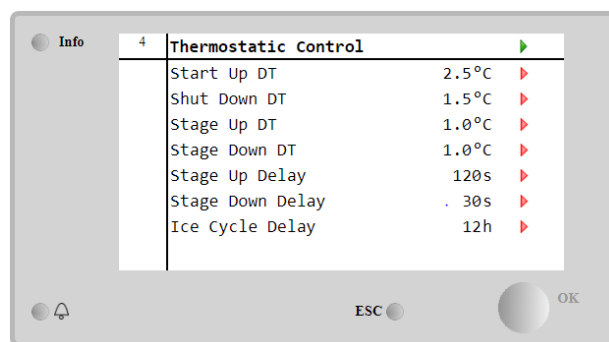 Info
4 Thermostatic Control
Start Up DT 2.5°C
Shut Down DT 1.5°C
Stage Up DT 1.0°C
Stage Down DT 1.0°C
Stage Up Delay 120s
Stage Down Delay . 30s
Ice Cycle Delay 12h
ESC
OK